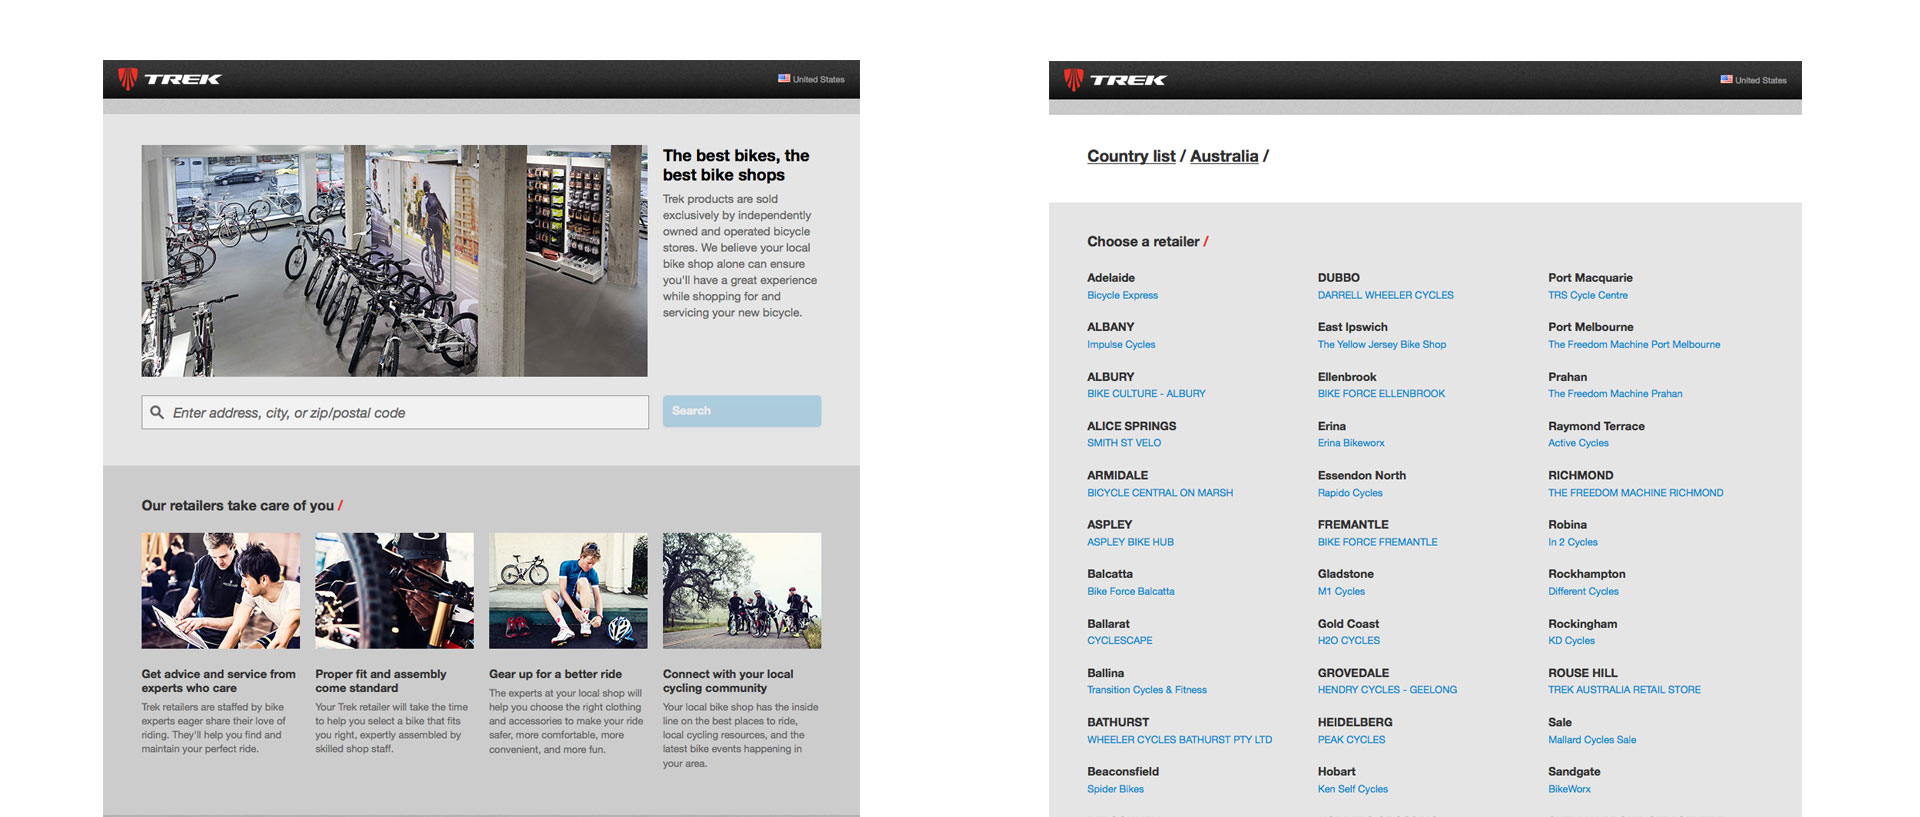 TREK
United States
The best bikes, the
best bike shops
Trek products are sold
exclusively by independently
owned and operated bicycle
stores. We believe your local
bike shop alone can ensure
you'll have a great experience
while shopping for and
servicing your new bicycle.
Enter address, city, or zip/postal code
Search
Our retailers take care of you /
Get advice and service from
experts who care
Trek retailers are staffed by bike
experts eager share their love of
riding. They'll help you find and
maintain your perfect ride.
Proper fit and assembly
come standard
Your Trek retailer will take the time
to help you select a bike that fits
you right, expertly assembled by
skilled shop staff.
Gear up for a better ride
The experts at your local shop will
help you choose the right clothing
and accessories to make your ride
safer, more comfortable, more
convenient, and more fun.
Connect with your local
cycling community
Your local bike shop has the inside
line on the best places to ride,
local cycling resources, and the
latest bike events happening in
your area.
TREK
United States
Country list / Australia /
Choose a retailer /
Adelaide
Bicycle Express
ALBANY
Impulse Cycles
ALBURY
BIKE CULTURE - ALBURY
ALICE SPRINGS
SMITH ST VELO
ARMIDALE
BICYCLE CENTRAL ON MARSH
ASPLEY
ASPLEY BIKE HUB
Balcatta
Bike Force Balcatta
Ballarat
CYCLESCAPE
Ballina
Transition Cycles & Fitness
BATHURST
WHEELER CYCLES BATHURST PTY LTD
Beaconsfield
Spider Bikes
DUBBO
DARRELL WHEELER CYCLES
East Ipswich
The Yellow Jersey Bike Shop
Ellenbrook
BIKE FORCE ELLENBROOK
Erina
Erina Bikeworx
Essendon North
Rapido Cycles
FREMANTLE
BIKE FORCE FREMANTLE
Gladstone
M1 Cycles
Gold Coast
H2O CYCLES
GROVEDALE
HENDRY CYCLES - GEELONG
HEIDELBERG
PEAK CYCLES
Hobart
Ken Self Cycles
Port Macquarie
TRS Cycle Centre
Port Melbourne
The Freedom Machine Port Melbourne
Prahan
The Freedom Machine Prahan
Raymond Terrace
Active Cycles
RICHMOND
THE FREEDOM MACHINE RICHMOND
Robina
In 2 Cycles
Rockhampton
Different Cycles
Rockingham
KD Cycles
ROUSE HILL
TREK AUSTRALIA RETAIL STORE
Sale
Mallard Cycles Sale
Sandgate
BikeWorx